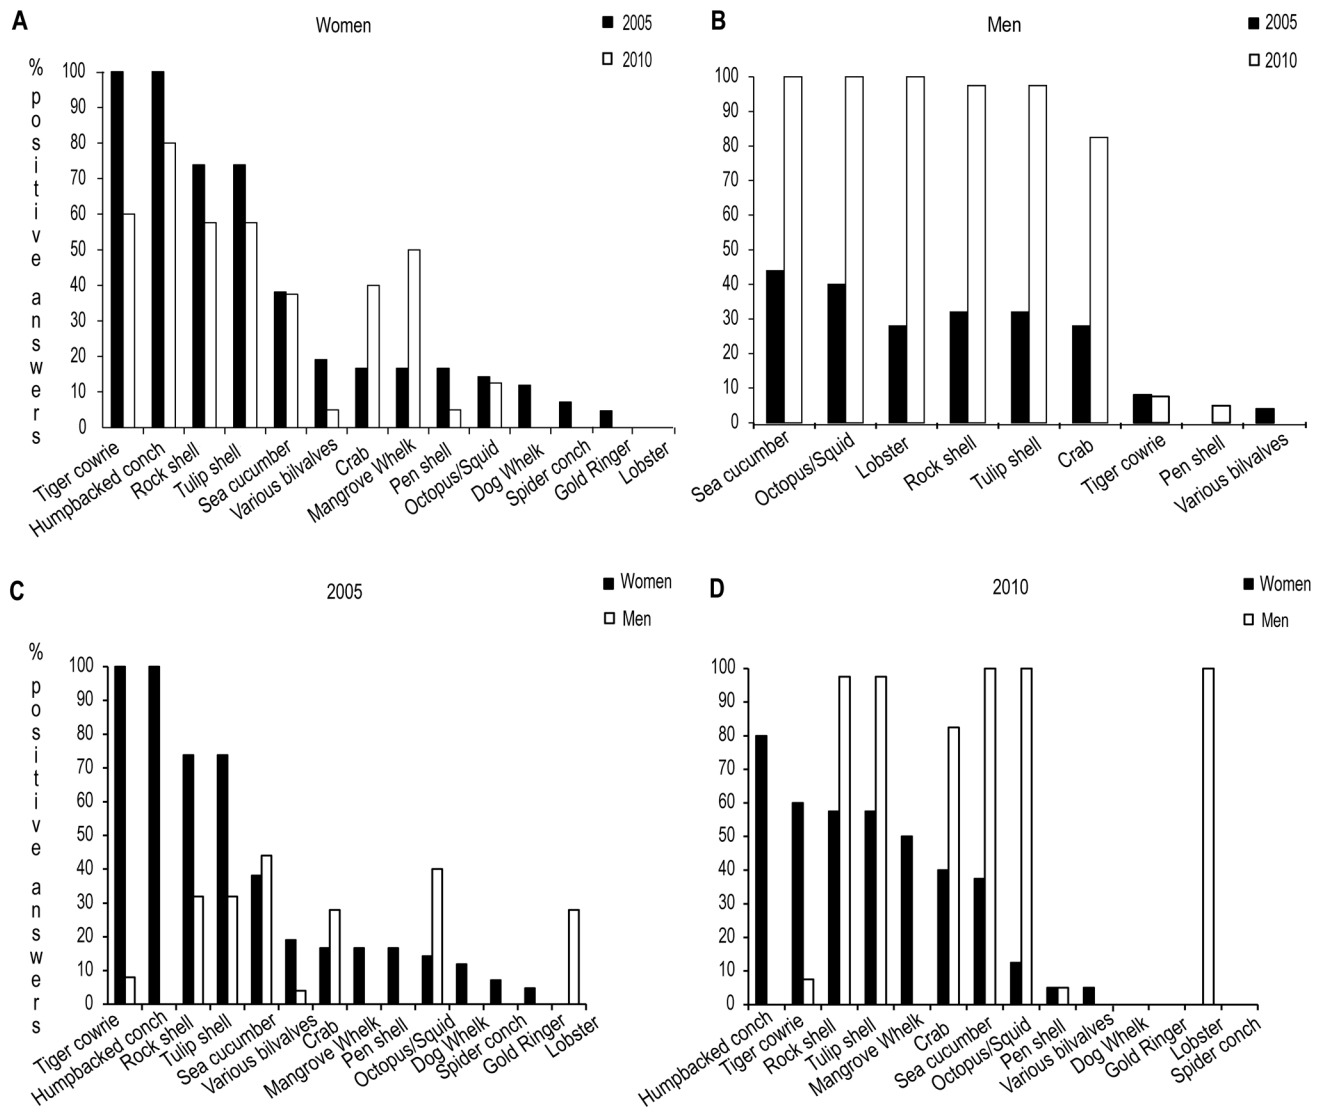 A
Women
2005
2010
% positive answers
100
90
80
70
60
50
40
30
20
10
0
Tiger cowrie
Humpbacked conch
Rock shell
Tulip shell
Sea cucumber
Various bilvalves
Crab
Mangrove Whelk
Pen shell
Octopus/Squid
Dog Whelk
Spider conch
Gold Ringer
Lobster
B
Men
2005
2010
100
90
80
70
60
50
40
30
20
10
0
Sea cucumber
Octopus/Squid
Lobster
Rock shell
Tulip shell
Crab
Tiger cowrie
Pen shell
Various bilvalves
C
2005
Women
Men
% positive answers
100
90
80
70
60
50
40
30
20
10
0
Tiger cowrie
Humpbacked conch
Rock shell
Tulip shell
Sea cucumber
Various bilvalves
Crab
Mangrove Whelk
Pen shell
Octopus/Squid
Dog Whelk
Spider conch
Gold Ringer
Lobster
D
2010
Women
Men
100
90
80
70
60
50
40
30
20
10
0
Humpbacked conch
Tiger cowrie
Rock shell
Tulip shell
Mangrove Whelk
Crab
Sea cucumber
Octopus/Squid
Pen shell
Various bilvalves
Dog Whelk
Gold Ringer
Lobster
Spider conch